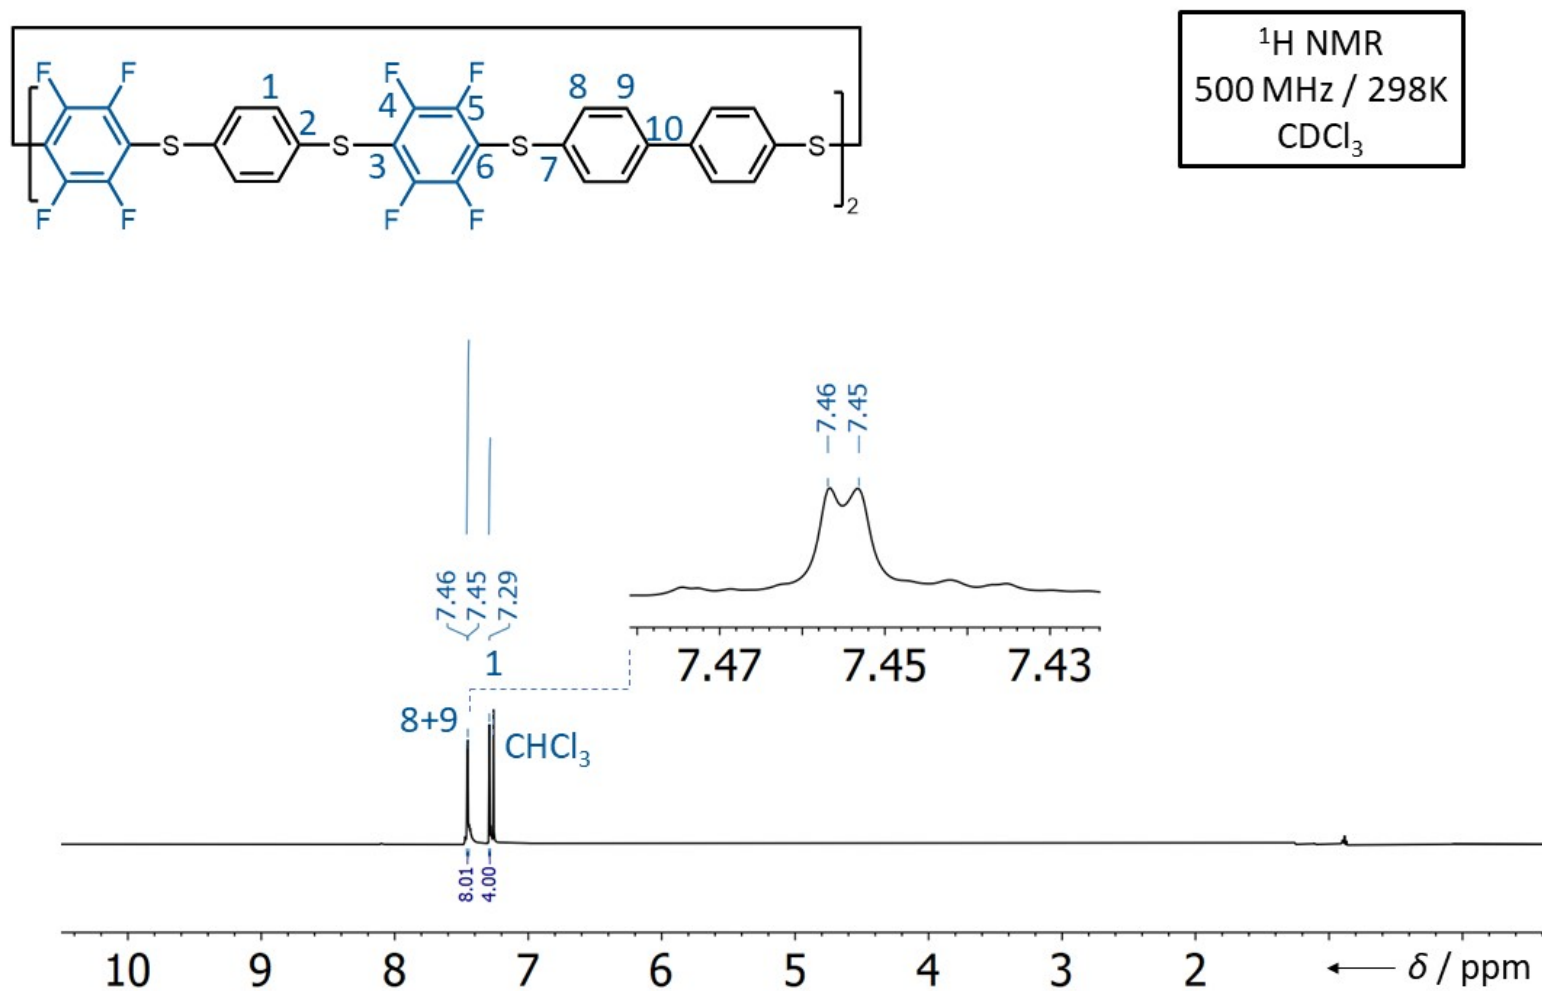 ¹H NMR
500 MHz / 298K
CDCl₃
F F F F
1 4 5 8 9
S 2 S 3 6 S 7 10 S
F F F F
2
7.46
7.45
7.46
7.45
7.29
1
7.47 7.45 7.43
8+9
CHCl₃
8.01
4.00
10 9 8 7 6 5 4 3 2 ← δ / ppm